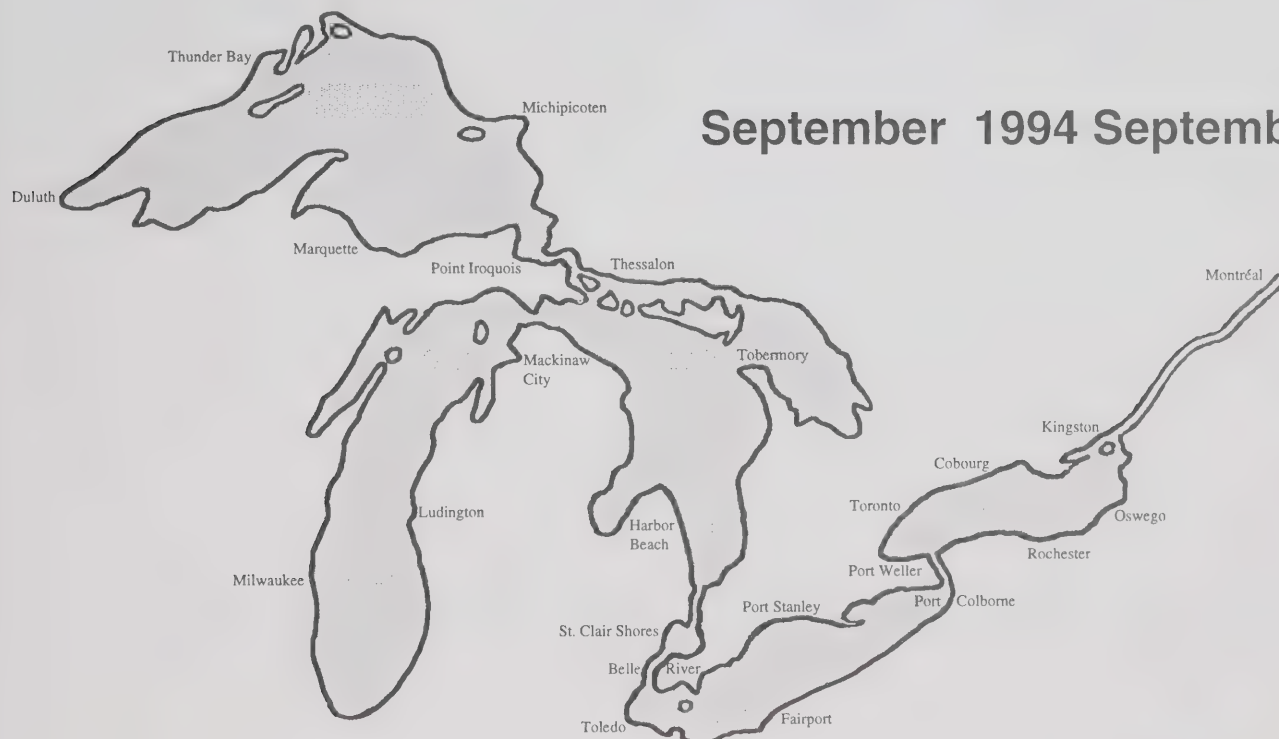 Thunder Bay
Michipicoten
September 1994 Septemb
Duluth
Marquette
Point Iroquois
Thessalon
Montréal
Mackinaw
City
Tobermory
Kingston
Cobourg
Ludington
Toronto
Oswego
Harbor
Beach
Rochester
Milwaukee
Port Weller
Port Colborne
Port Stanley
St. Clair Shores
Belle River
Toledo
Fairport